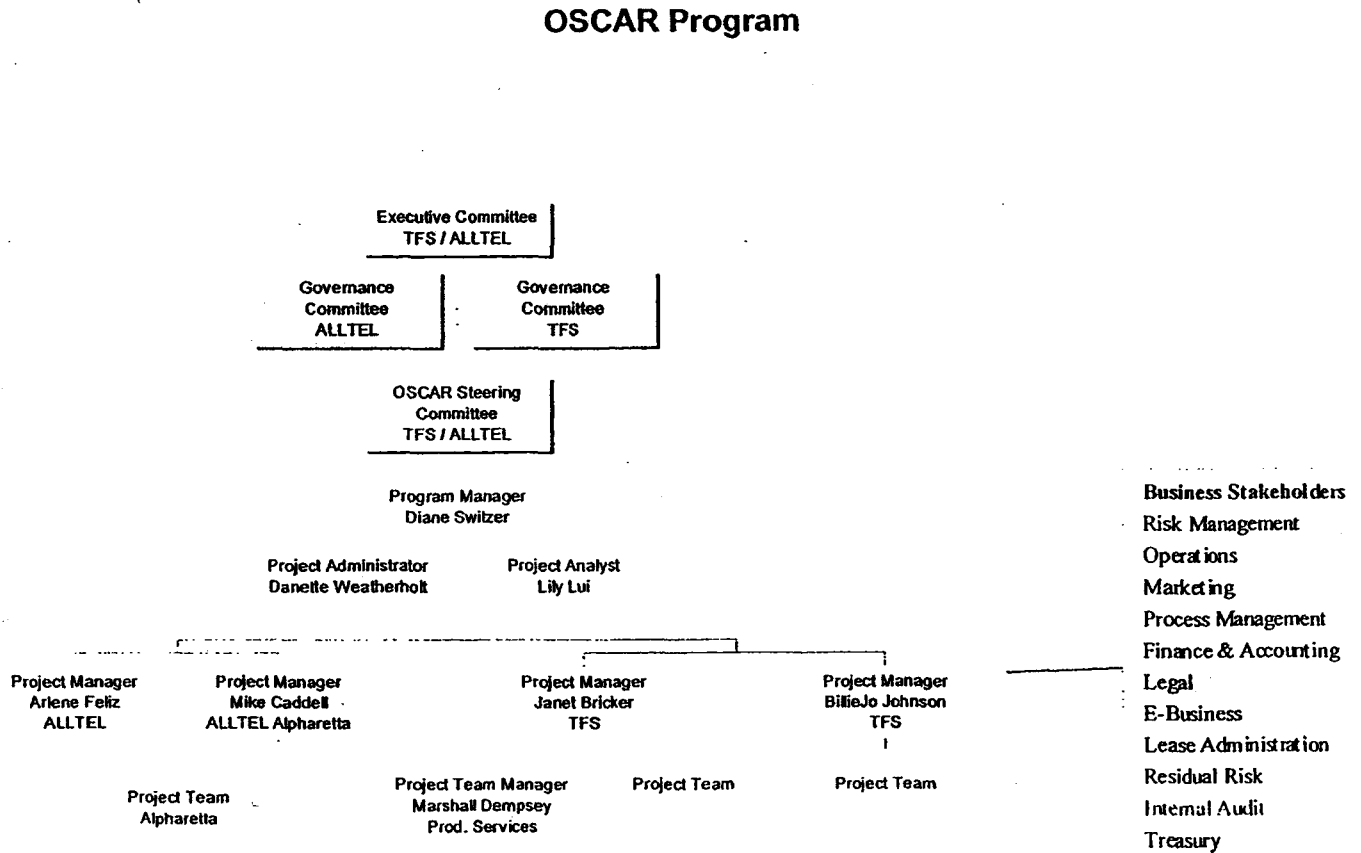 OSCAR Program
Executive Committee
TFS / ALLTEL
Governance
Committee
ALLTEL
Governance
Committee
TFS
OSCAR Steering
Committee
TFS / ALLTEL
Program Manager
Diane Switzer
Project Administrator
Danette Weatherholt
Project Analyst
Lily Lui
Project Manager
Arlene Feliz
ALLTEL
Project Manager
Mike Caddell
ALLTEL Alpharetta
Project Manager
Janet Bricker
TFS
Project Manager
BillieJo Johnson
TFS
Project Team
Alpharetta
Project Team Manager
Marshall Dempsey
Prod. Services
Project Team
Project Team
Business Stakeholders
Risk Management
Operations
Marketing
Process Management
Finance & Accounting
Legal
E-Business
Lease Administration
Residual Risk
Internal Audit
Treasury